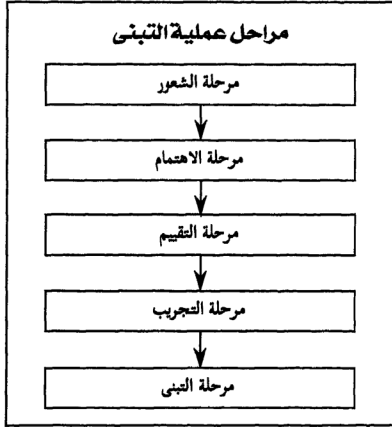 مراحل عملية التبنى
مرحلة الشعور
مرحلة الاهتمام
مرحلة التقييم
مرحلة التجريب
مرحلة التبنى